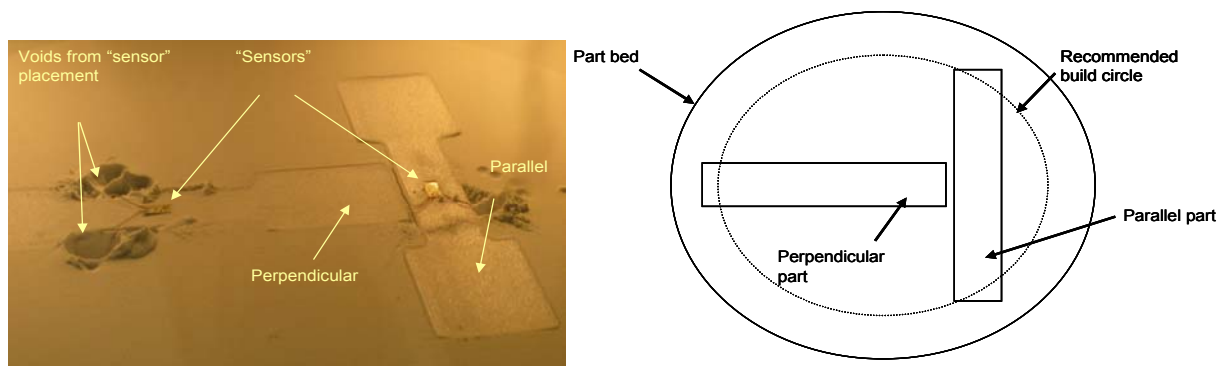 Voids from “sensor”
placement
“Sensors”
Parallel
Perpendicular
Part bed
Recommended
build circle
Perpendicular
part
Parallel part